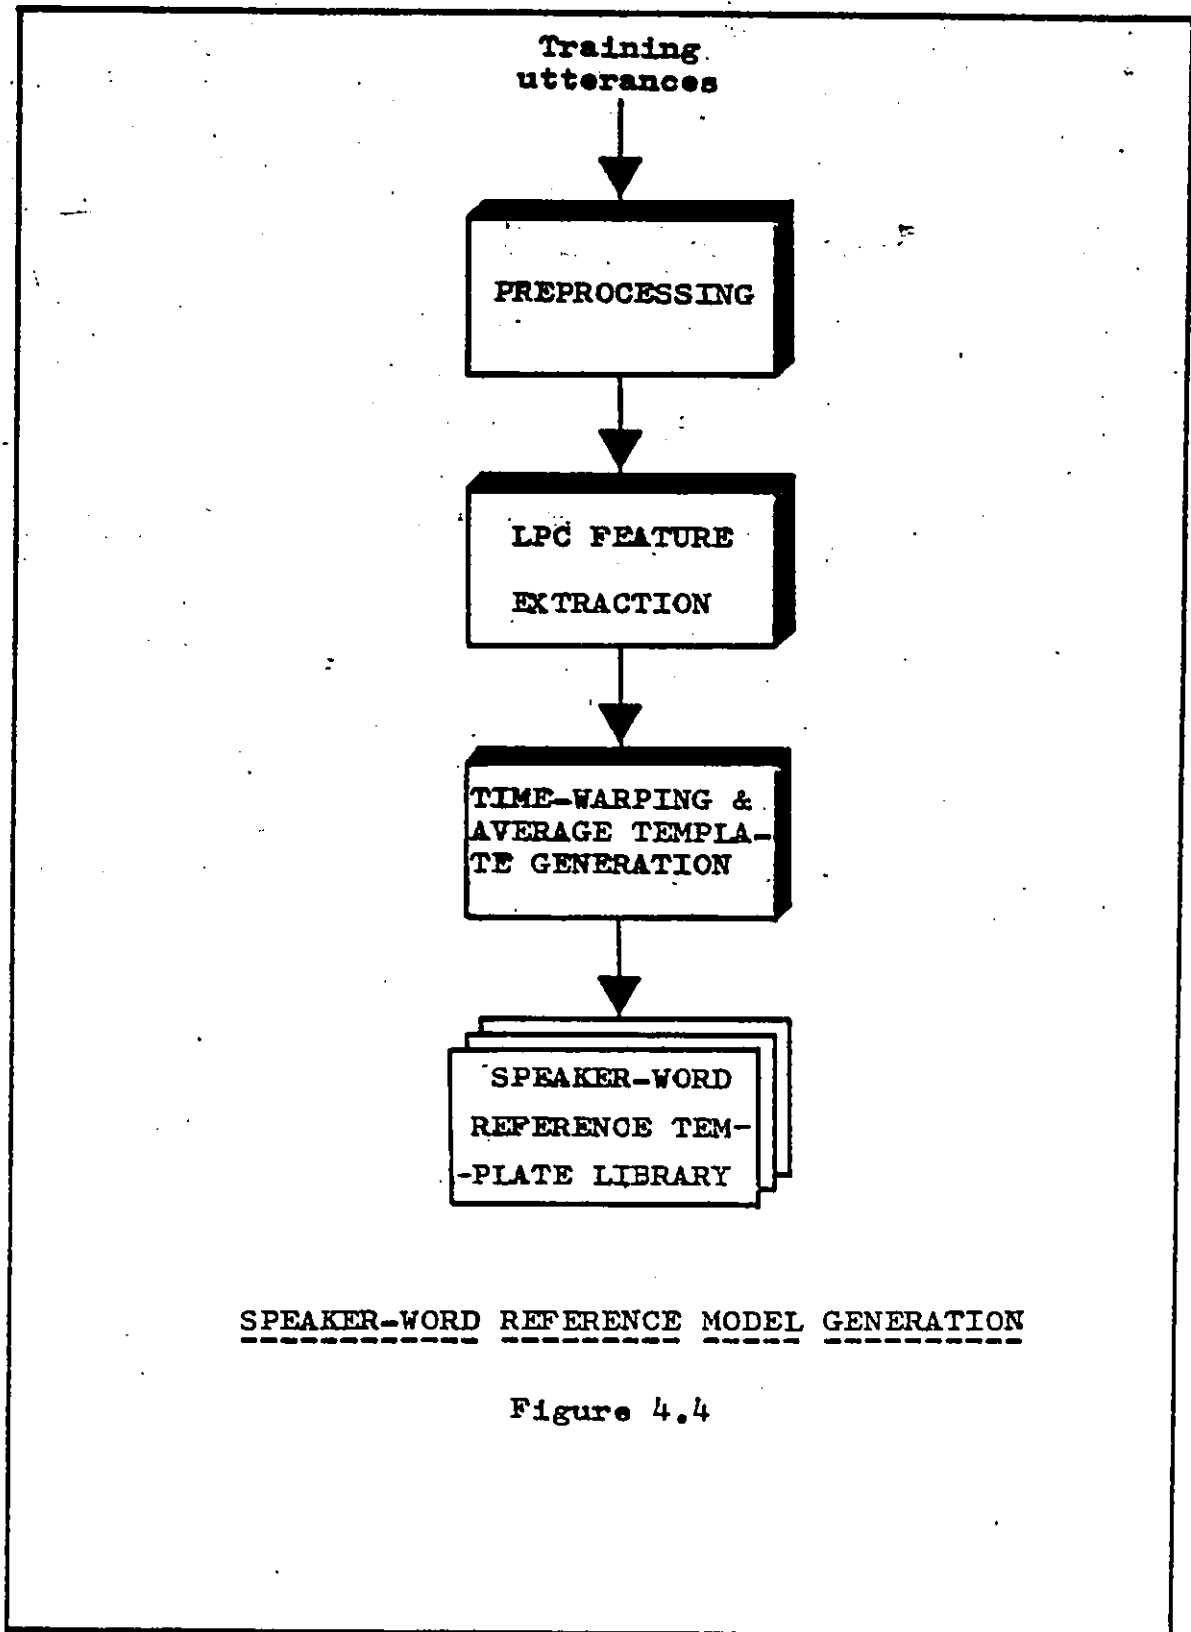 Training
utterances
PREPROCESSING
LPC FEATURE
EXTRACTION
TIME-WARPING &
AVERAGE TEMPLA-
TE GENERATION
SPEAKER-WORD
REFERENCE TEM-
-PLATE LIBRARY
SPEAKER-WORD REFERENCE MODEL GENERATION
Figure 4.4